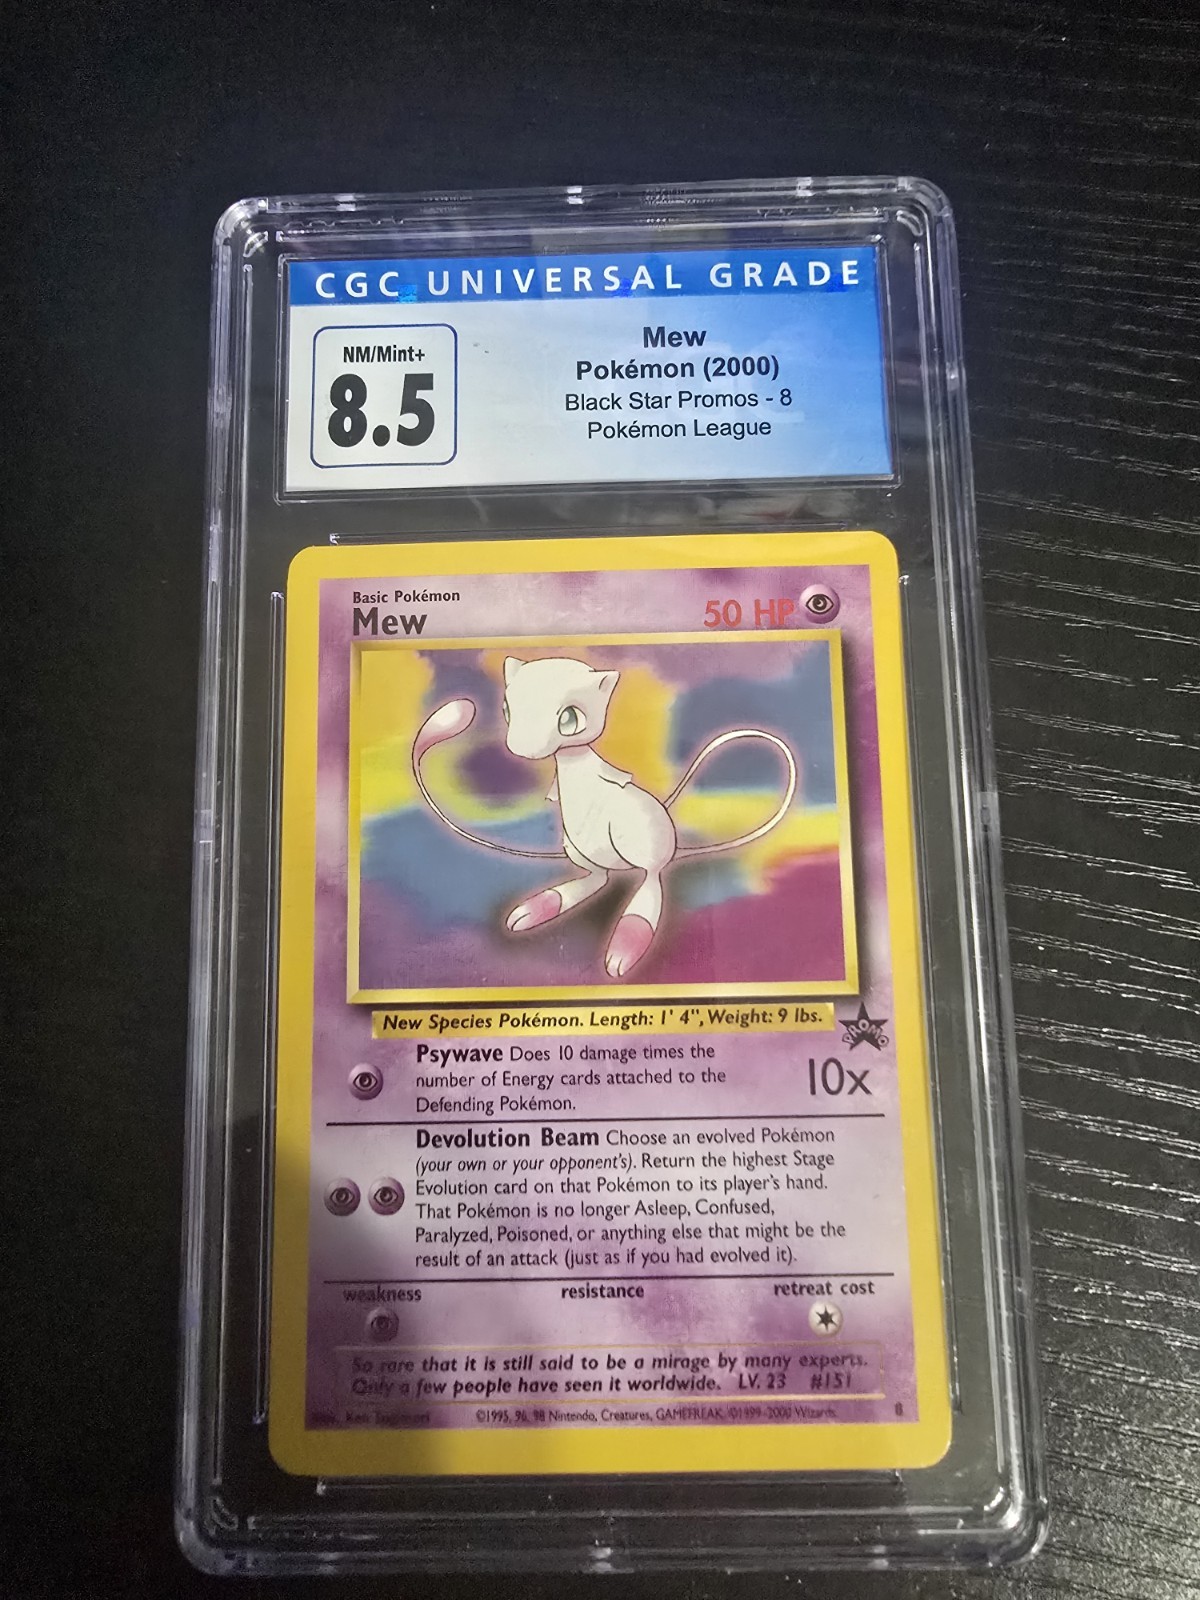 CGC UNIVERSAL GRADE
NM/Mint+
8.5
Mew
Pokémon (2000)
Black Star Promos - 8
Pokémon League
Basic Pokémon
Mew
50 HP
New Species Pokémon. Length: 1' 4", Weight: 9 lbs.
PROMO
Psywave Does 10 damage times the
number of Energy cards attached to the
Defending Pokémon.
10x
Devolution Beam Choose an evolved Pokémon
(your own or your opponent's). Return the highest Stage
Evolution card on that Pokémon to its player's hand.
That Pokémon is no longer Asleep, Confused,
Paralyzed, Poisoned, or anything else that might be the
result of an attack (just as if you had evolved it).
weakness
resistance
retreat cost
So rare that it is still said to be a mirage by many experts.
Only a few people have seen it worldwide. LV. 23 #151
Ken Sugimori
©1995, 96, 98 Nintendo, Creatures, GAMEFREAK. ©1999-2000 Wizards.
8